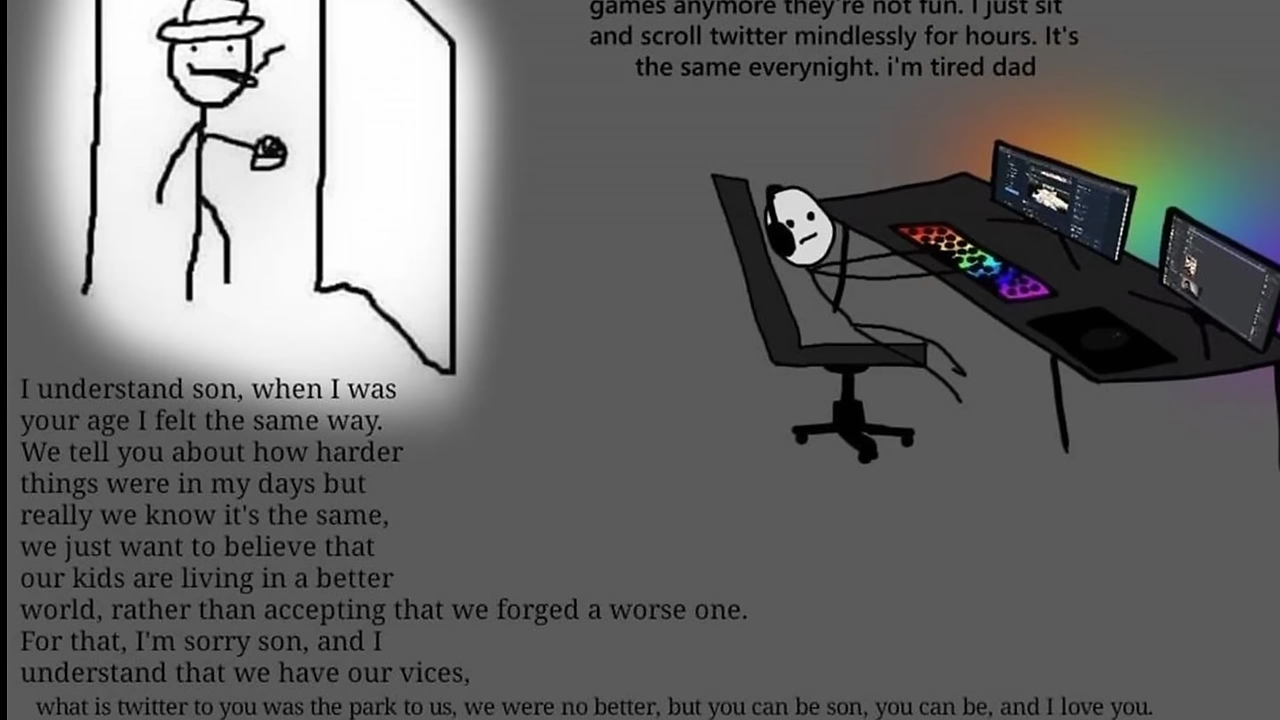 games anymore they're not fun. I just sit
and scroll twitter mindlessly for hours. It's
the same everynight. i'm tired dad
I understand son, when I was
your age I felt the same way.
We tell you about how harder
things were in my days but
really we know it's the same,
we just want to believe that
our kids are living in a better
world, rather than accepting that we forged a worse one.
For that, I'm sorry son, and I
understand that we have our vices,
what is twitter to you was the park to us, we were no better, but you can be son, you can be, and I love you.